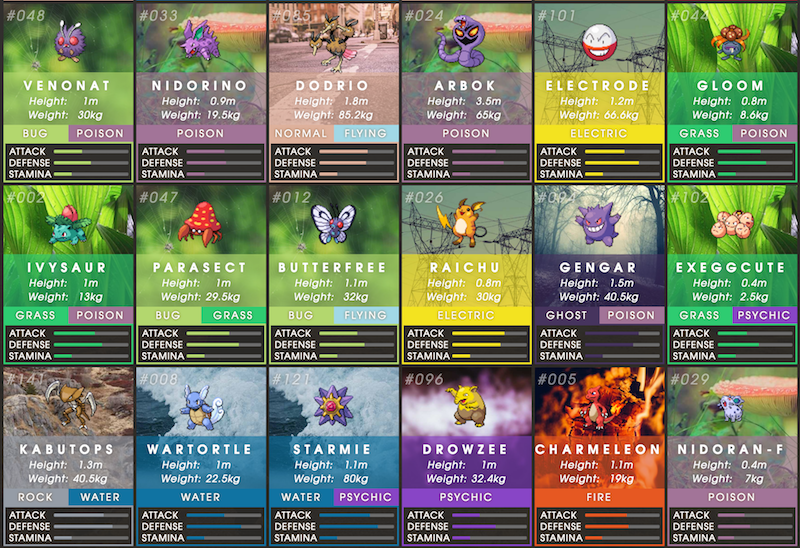 #048
VENONAT
Height: 1m
Weight: 30kg
BUG POISON
ATTACK
DEFENSE
STAMINA
#033
NIDORINO
Height: 0.9m
Weight: 19.5kg
POISON
ATTACK
DEFENSE
STAMINA
#085
DODRIO
Height: 1.8m
Weight: 85.2kg
NORMAL FLYING
ATTACK
DEFENSE
STAMINA
#024
ARBOK
Height: 3.5m
Weight: 65kg
POISON
ATTACK
DEFENSE
STAMINA
#101
ELECTRODE
Height: 1.2m
Weight: 66.6kg
ELECTRIC
ATTACK
DEFENSE
STAMINA
#044
GLOOM
Height: 0.8m
Weight: 8.6kg
GRASS POISON
ATTACK
DEFENSE
STAMINA
#002
IVYSAUR
Height: 1m
Weight: 13kg
GRASS POISON
ATTACK
DEFENSE
STAMINA
#047
PARASECT
Height: 1m
Weight: 29.5kg
BUG GRASS
ATTACK
DEFENSE
STAMINA
#012
BUTTERFREE
Height: 1.1m
Weight: 32kg
BUG FLYING
ATTACK
DEFENSE
STAMINA
#026
RAICHU
Height: 0.8m
Weight: 30kg
ELECTRIC
ATTACK
DEFENSE
STAMINA
#094
GENGAR
Height: 1.5m
Weight: 40.5kg
GHOST POISON
ATTACK
DEFENSE
STAMINA
#102
EXEGGCUTE
Height: 0.4m
Weight: 2.5kg
GRASS PSYCHIC
ATTACK
DEFENSE
STAMINA
#141
KABUTOPS
Height: 1.3m
Weight: 40.5kg
ROCK WATER
ATTACK
DEFENSE
STAMINA
#008
WARTORTLE
Height: 1m
Weight: 22.5kg
WATER
ATTACK
DEFENSE
STAMINA
#121
STARMIE
Height: 1.1m
Weight: 80kg
WATER PSYCHIC
ATTACK
DEFENSE
STAMINA
#096
DROWZEE
Height: 1m
Weight: 32.4kg
PSYCHIC
ATTACK
DEFENSE
STAMINA
#005
CHARMELEON
Height: 1.1m
Weight: 19kg
FIRE
ATTACK
DEFENSE
STAMINA
#029
NIDORAN-F
Height: 0.4m
Weight: 7kg
POISON
ATTACK
DEFENSE
STAMINA